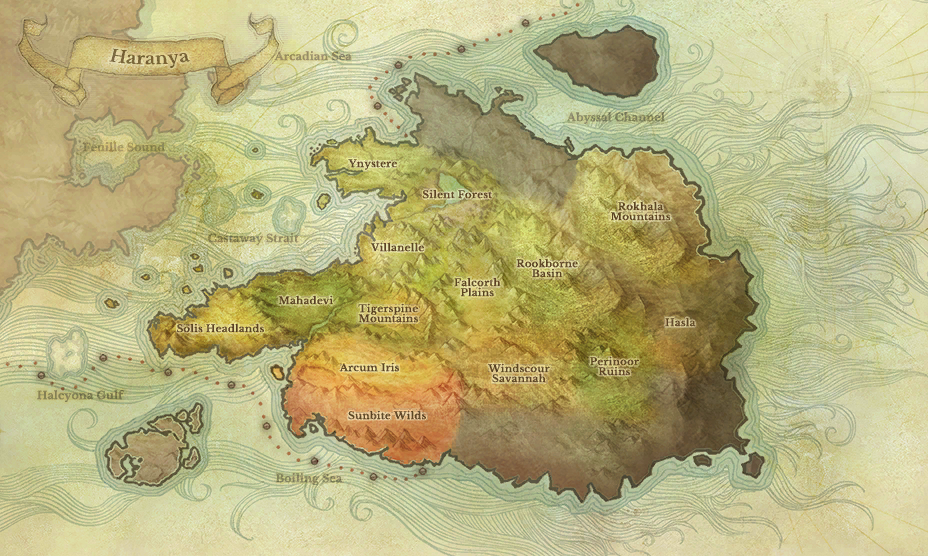 Haranya
Arcadian Sea
Abyssal Channel
Fenille Sound
Ynystere
Silent Forest
Rokhala
Mountains
Castaway Strait
Villanelle
Rookborne
Basin
Falcorth
Plains
Mahadevi
Tigerspine
Mountains
Solis Headlands
Hasla
Arcum Iris
Windscour
Savannah
Perinoor
Ruins
Halcyona Gulf
Sunbite Wilds
Boiling Sea